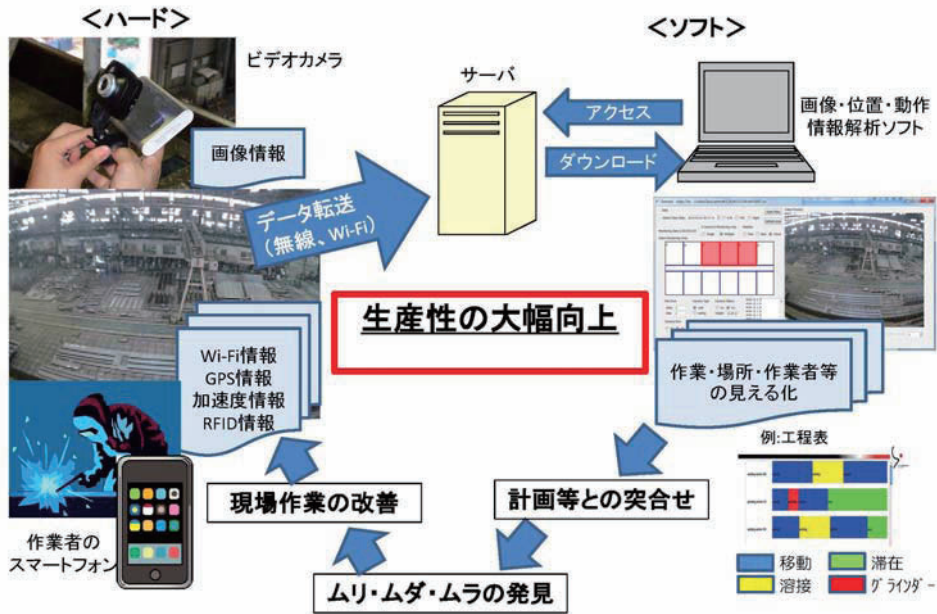 ＜ハード＞
ビデオカメラ
画像情報
データ転送
（無線、Wi-Fi）
Wi-Fi情報
GPS情報
加速度情報
RFID情報
作業者の
スマートフォン
サーバ
＜ソフト＞
アクセス
ダウンロード
画像・位置・動作
情報解析ソフト
生産性の大幅向上
作業・場所・作業者等
の見える化
例:工程表
移動
滞在
溶接
グラインダー
計画等との突合せ
ムリ・ムダ・ムラの発見
現場作業の改善